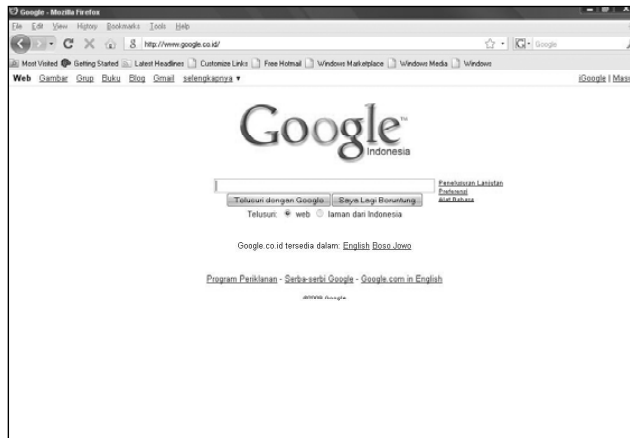 Google - Mozilla Firefox
File Edit View History Bookmarks Tools Help
http://www.google.co.id/ Google
Most Visited Getting Started Latest Headlines Customize Links Free Hotmail Windows Marketplace Windows Media Windows
Web Gambar Grup Buku Blog Gmail selengkapnya ▼ iGoogle |
Google™
Indonesia
Penelusuran Lanjutan
Preferensi
Alat Bahasa
Telusuri dengan Google Saya Lagi Beruntung
Telusuri: web laman dari Indonesia
Google.co.id tersedia dalam: English Boso Jowo
Program Periklanan - Serba-serbi Google - Google.com in English